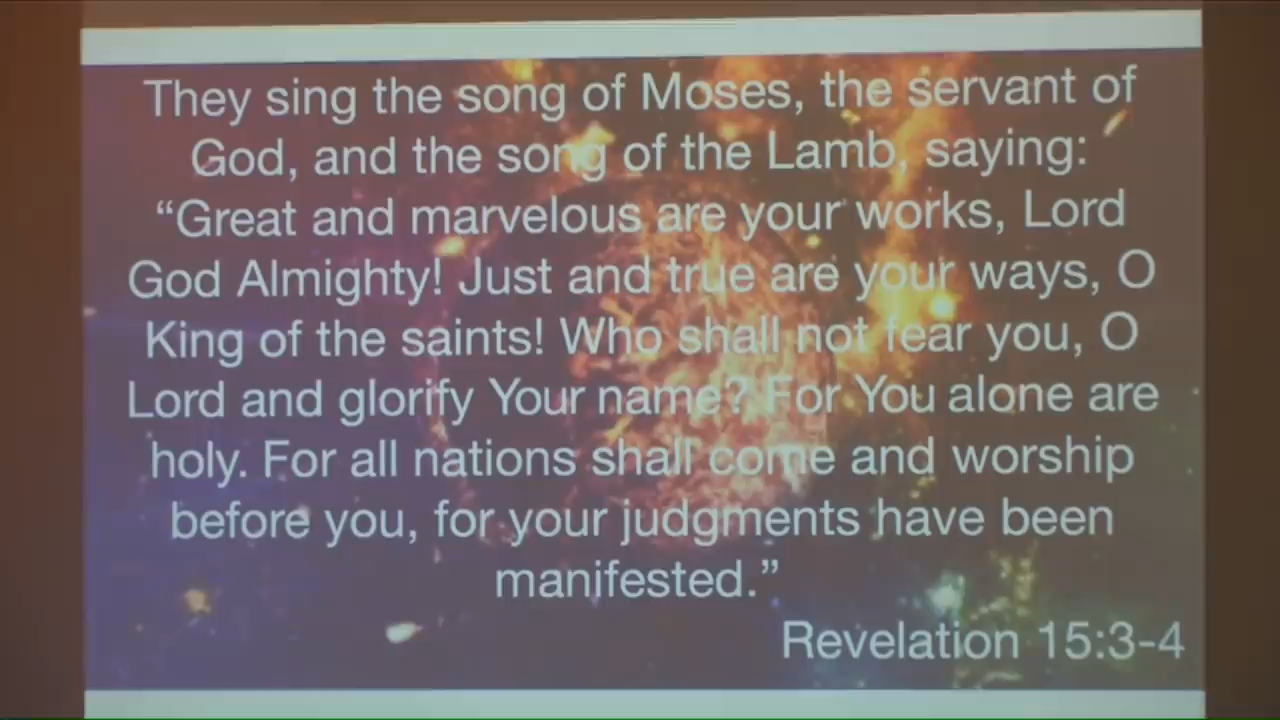 They sing the song of Moses, the servant of
God, and the song of the Lamb, saying:
“Great and marvelous are your works, Lord
God Almighty! Just and true are your ways, O
King of the saints! Who shall not fear you, O
Lord and glorify Your name? For You alone are
holy. For all nations shall come and worship
before you, for your judgments have been
manifested.”
Revelation 15:3-4